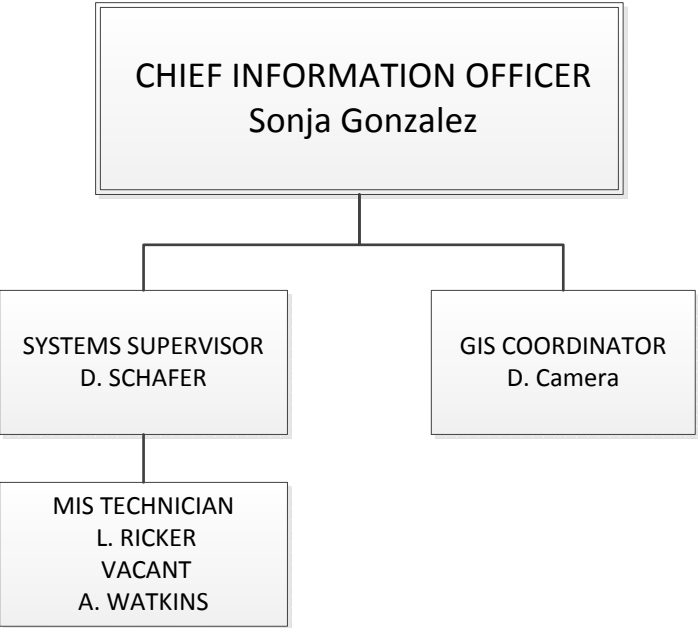 CHIEF INFORMATION OFFICER
Sonja Gonzalez
SYSTEMS SUPERVISOR
D. SCHAFER
GIS COORDINATOR
D. Camera
MIS TECHNICIAN
L. RICKER
VACANT
A. WATKINS